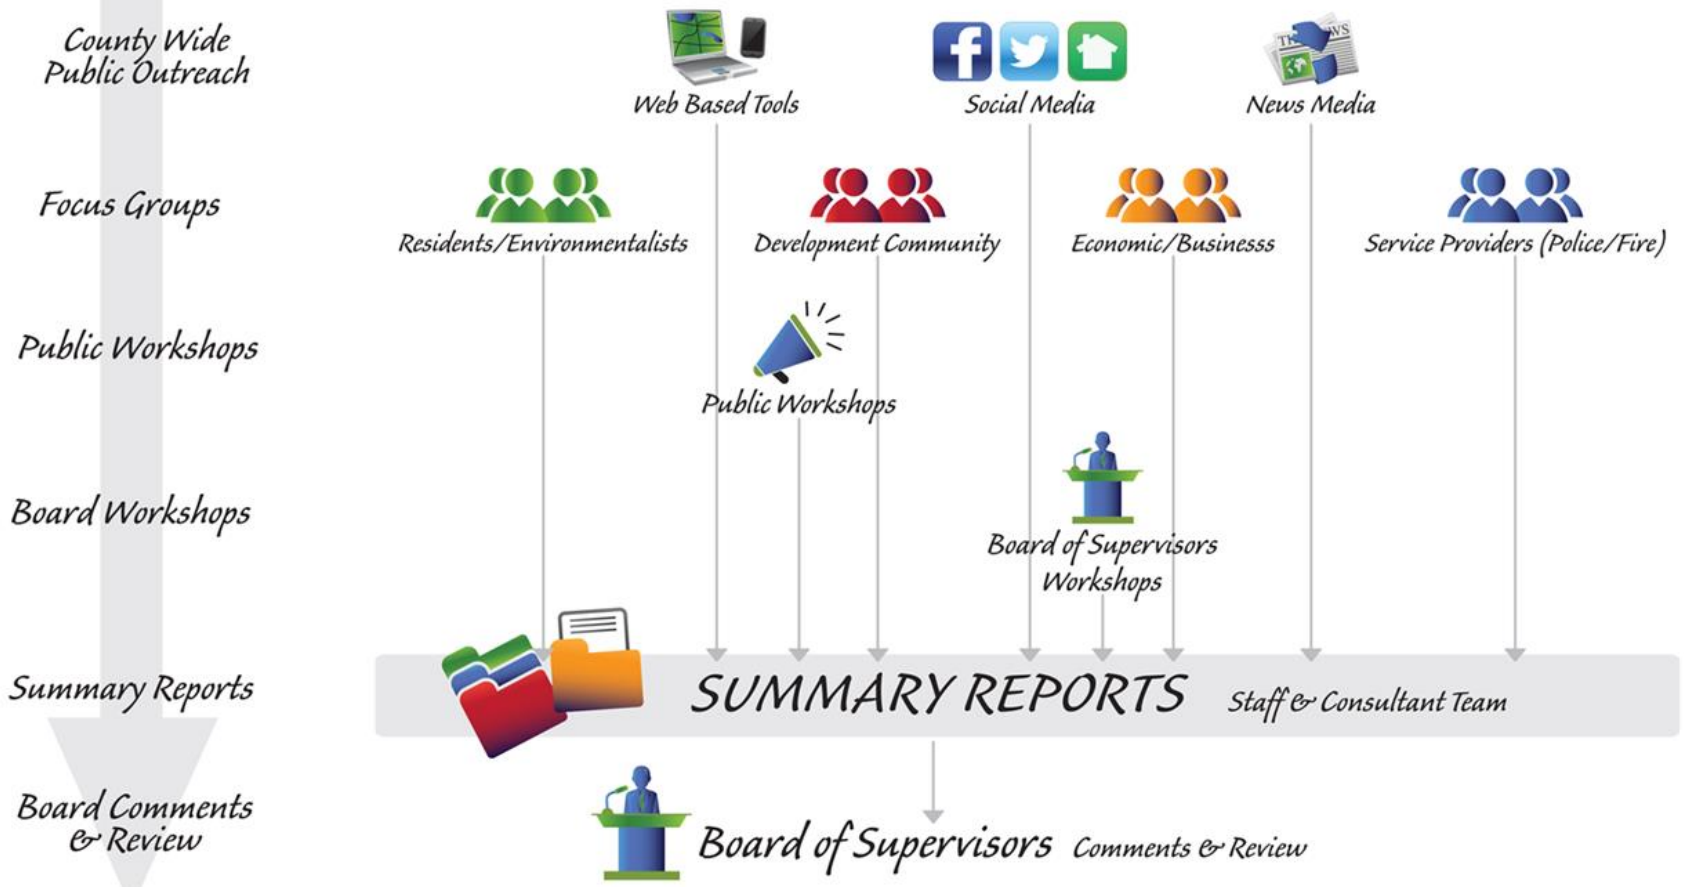 County Wide
Public Outreach
Web Based Tools
Social Media
News Media
Focus Groups
Residents/Environmentalists
Development Community
Economic/Businesss
Service Providers (Police/Fire)
Public Workshops
Public Workshops
Board Workshops
Board of Supervisors
Workshops
Summary Reports
SUMMARY REPORTS Staff & Consultant Team
Board Comments
& Review
Board of Supervisors Comments & Review